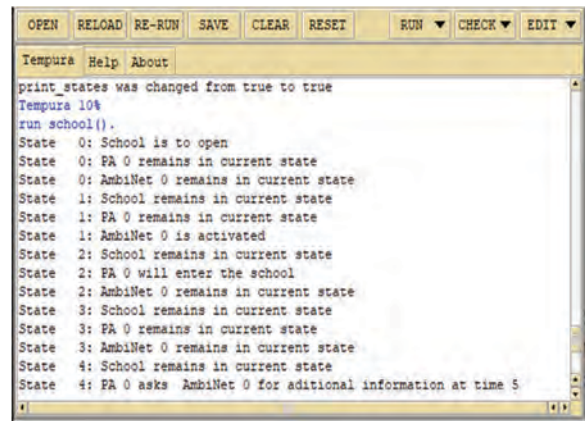 OPEN RELOAD RE-RUN SAVE CLEAR RESET RUN CHECK EDIT
Tempura Help About
print_states was changed from true to true
Tempura 10%
run school().
State 0: School is to open
State 0: PA 0 remains in current state
State 0: AmbiNet 0 remains in current state
State 1: School remains in current state
State 1: PA 0 remains in current state
State 1: AmbiNet 0 is activated
State 2: School remains in current state
State 2: PA 0 will enter the school
State 2: AmbiNet 0 remains in current state
State 3: School remains in current state
State 3: PA 0 remains in current state
State 3: AmbiNet 0 remains in current state
State 4: School remains in current state
State 4: PA 0 asks AmbiNet 0 for aditional information at time 5